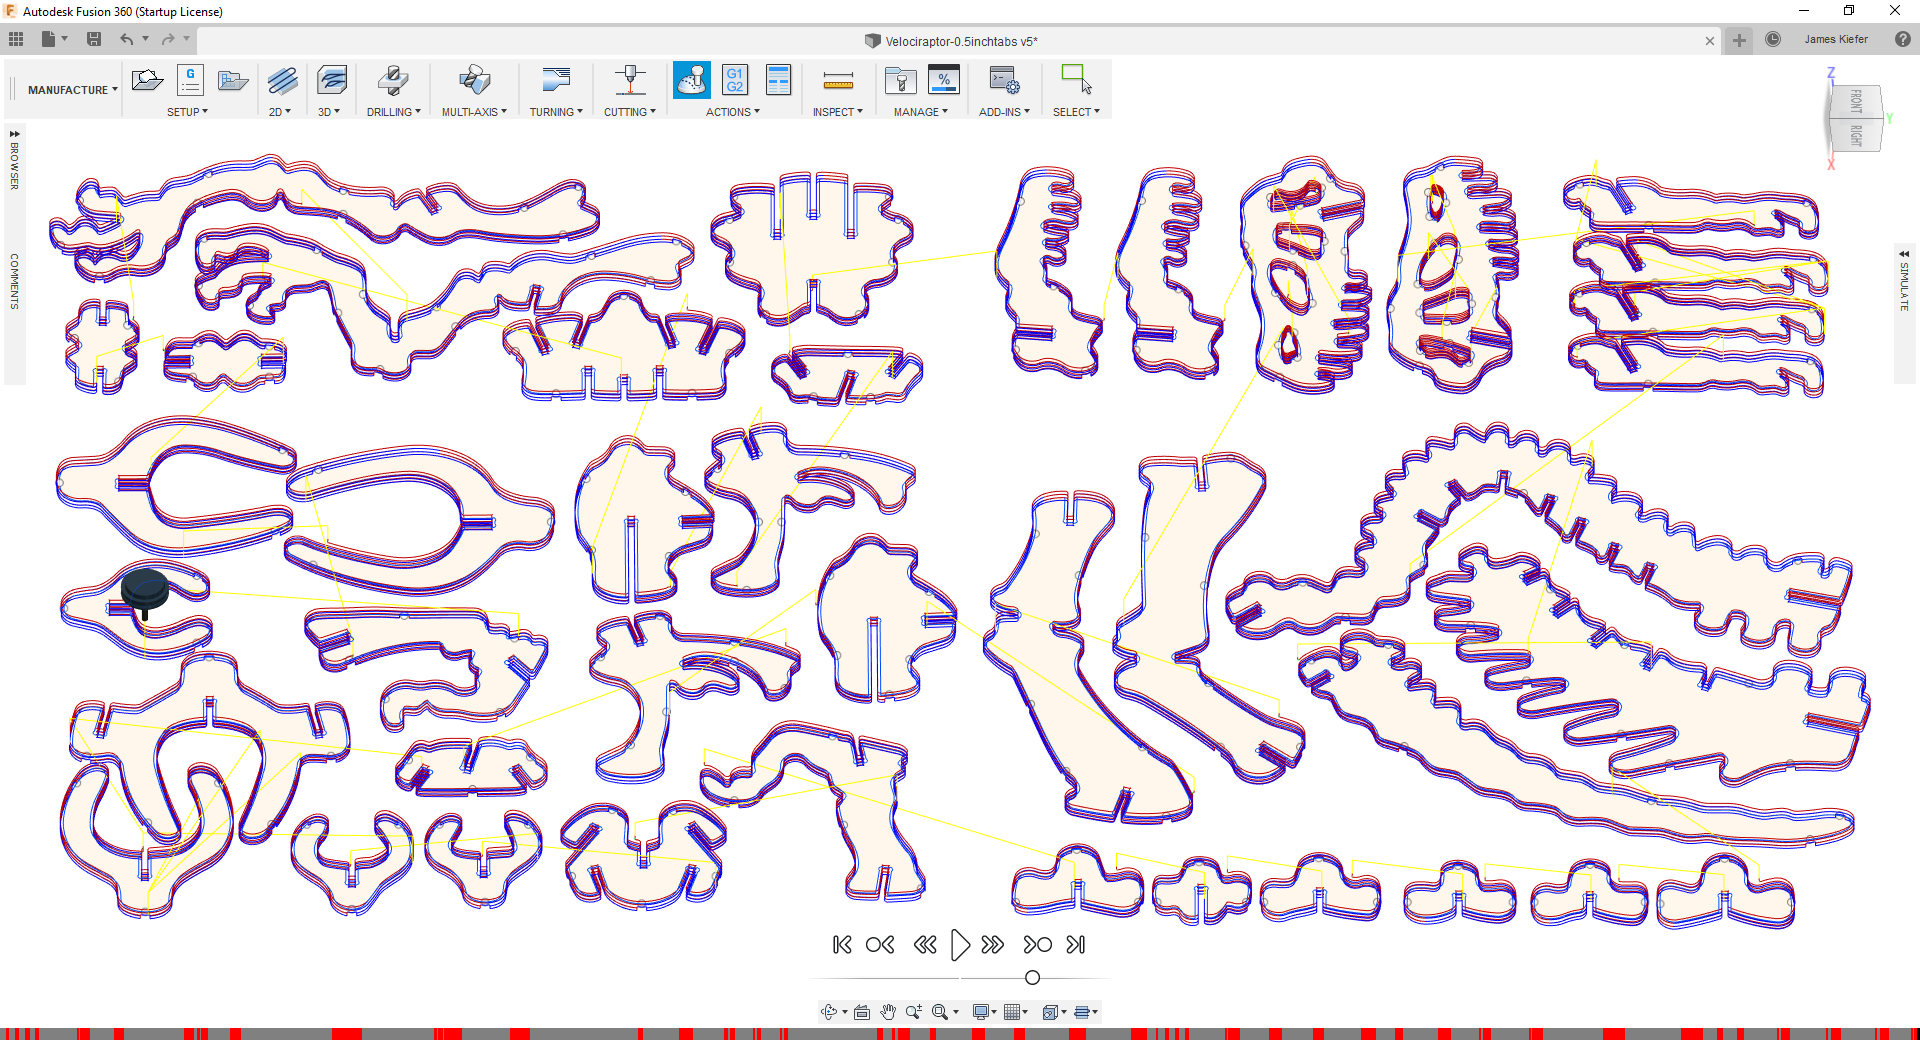 F Autodesk Fusion 360 (Startup License)
Velociraptor-0.5inchtabs v5*
James Kiefer
MANUFACTURE
G
G1
G2
%
SETUP
2D
3D
DRILLING
MULTI-AXIS
TURNING
CUTTING
ACTIONS
INSPECT
MANAGE
ADD-INS
SELECT
Z
FRONT
RIGHT
Y
X
BROWSER
COMMENTS
SIMULATE